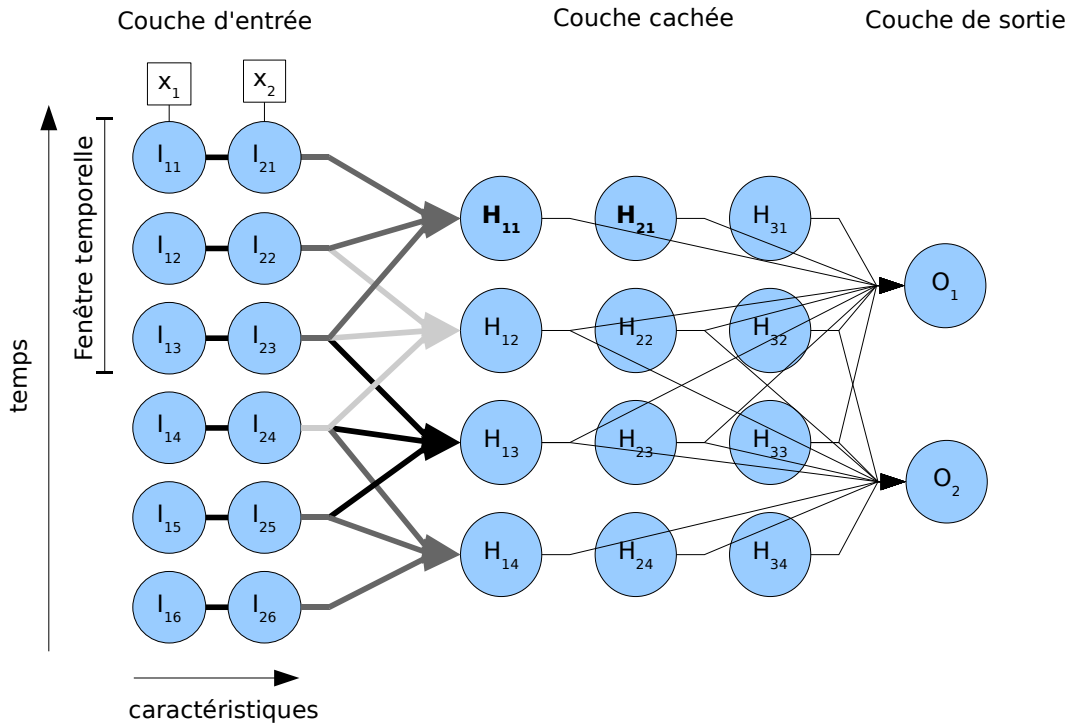 Couche d'entrée
Couche cachée
Couche de sortie
x1 x2
temps
Fenêtre temporelle
I11 I21
H11 H21 H31
I12 I22
O1
I13 I23
H12 H22 H32
I14 I24
H13 H23 H33
O2
I15 I25
H14 H24 H34
I16 I26
caractéristiques